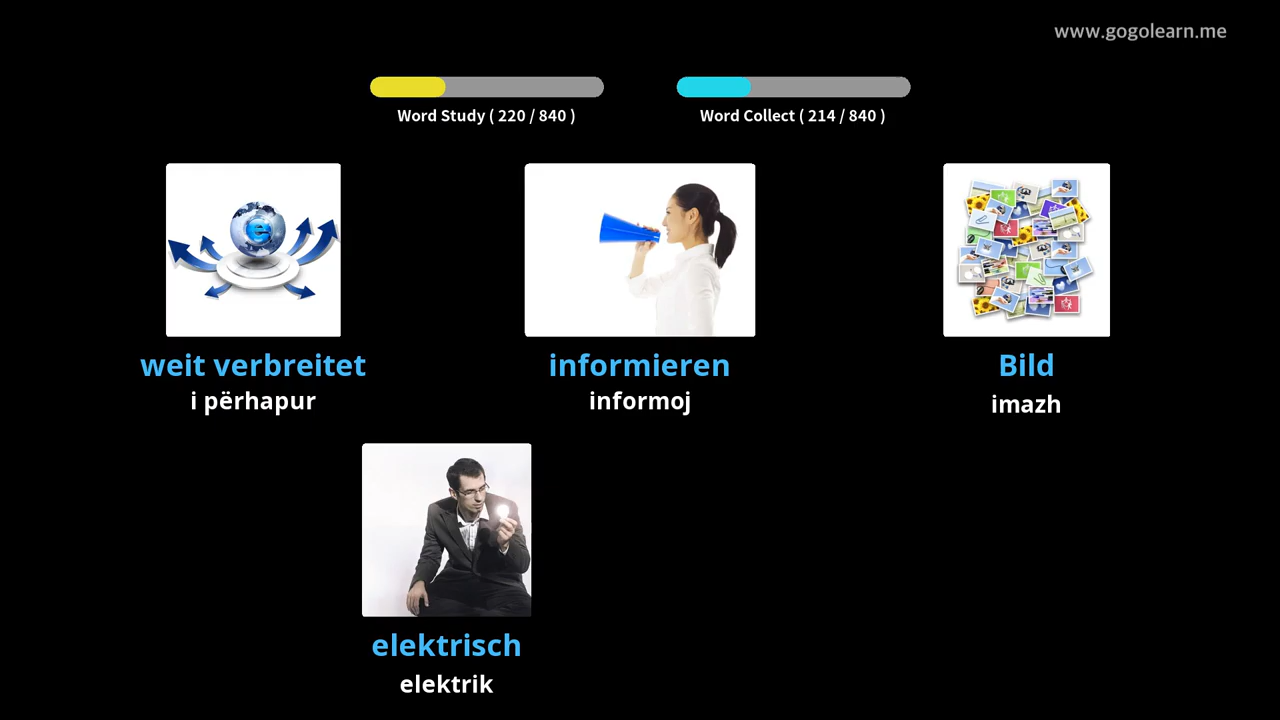 www.gogolearn.me
Word Study ( 220 / 840 )
Word Collect ( 214 / 840 )
e
weit verbreitet
i përhapur
informieren
informoj
Bild
imazh
elektrisch
elektrik